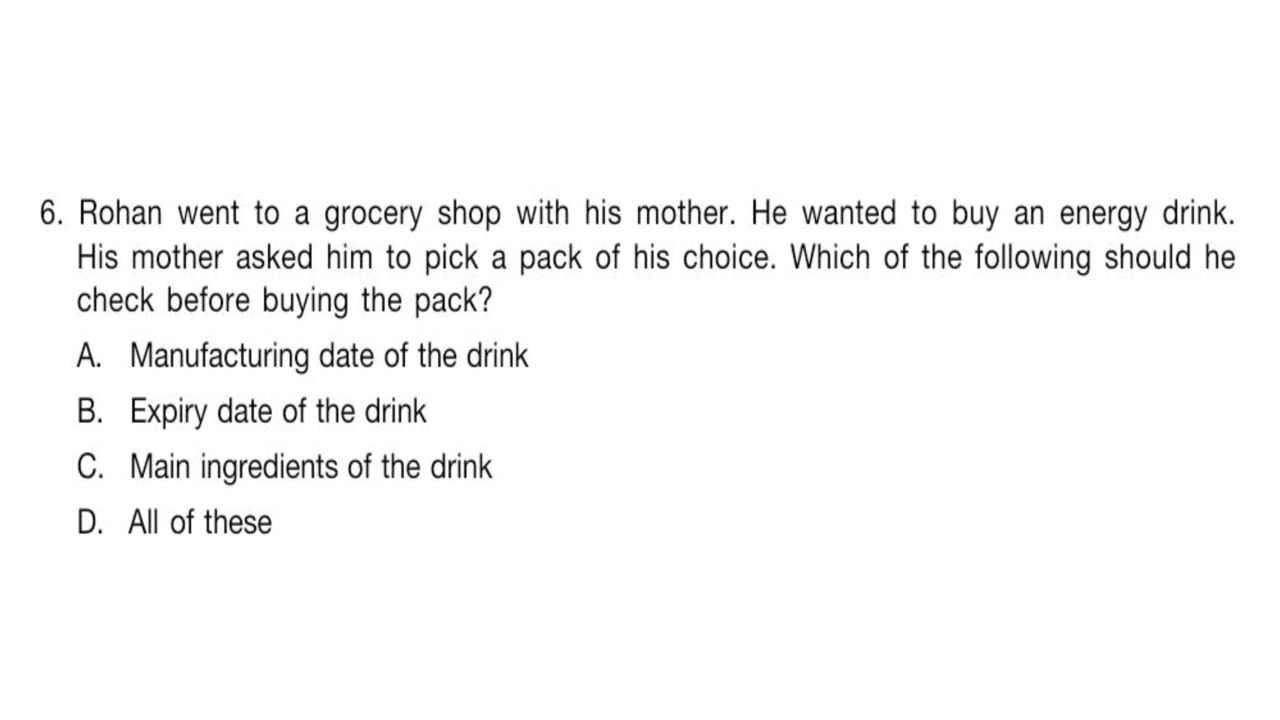 6. Rohan went to a grocery shop with his mother. He wanted to buy an energy drink.
His mother asked him to pick a pack of his choice. Which of the following should he
check before buying the pack?
A. Manufacturing date of the drink
B. Expiry date of the drink
C. Main ingredients of the drink
D. All of these